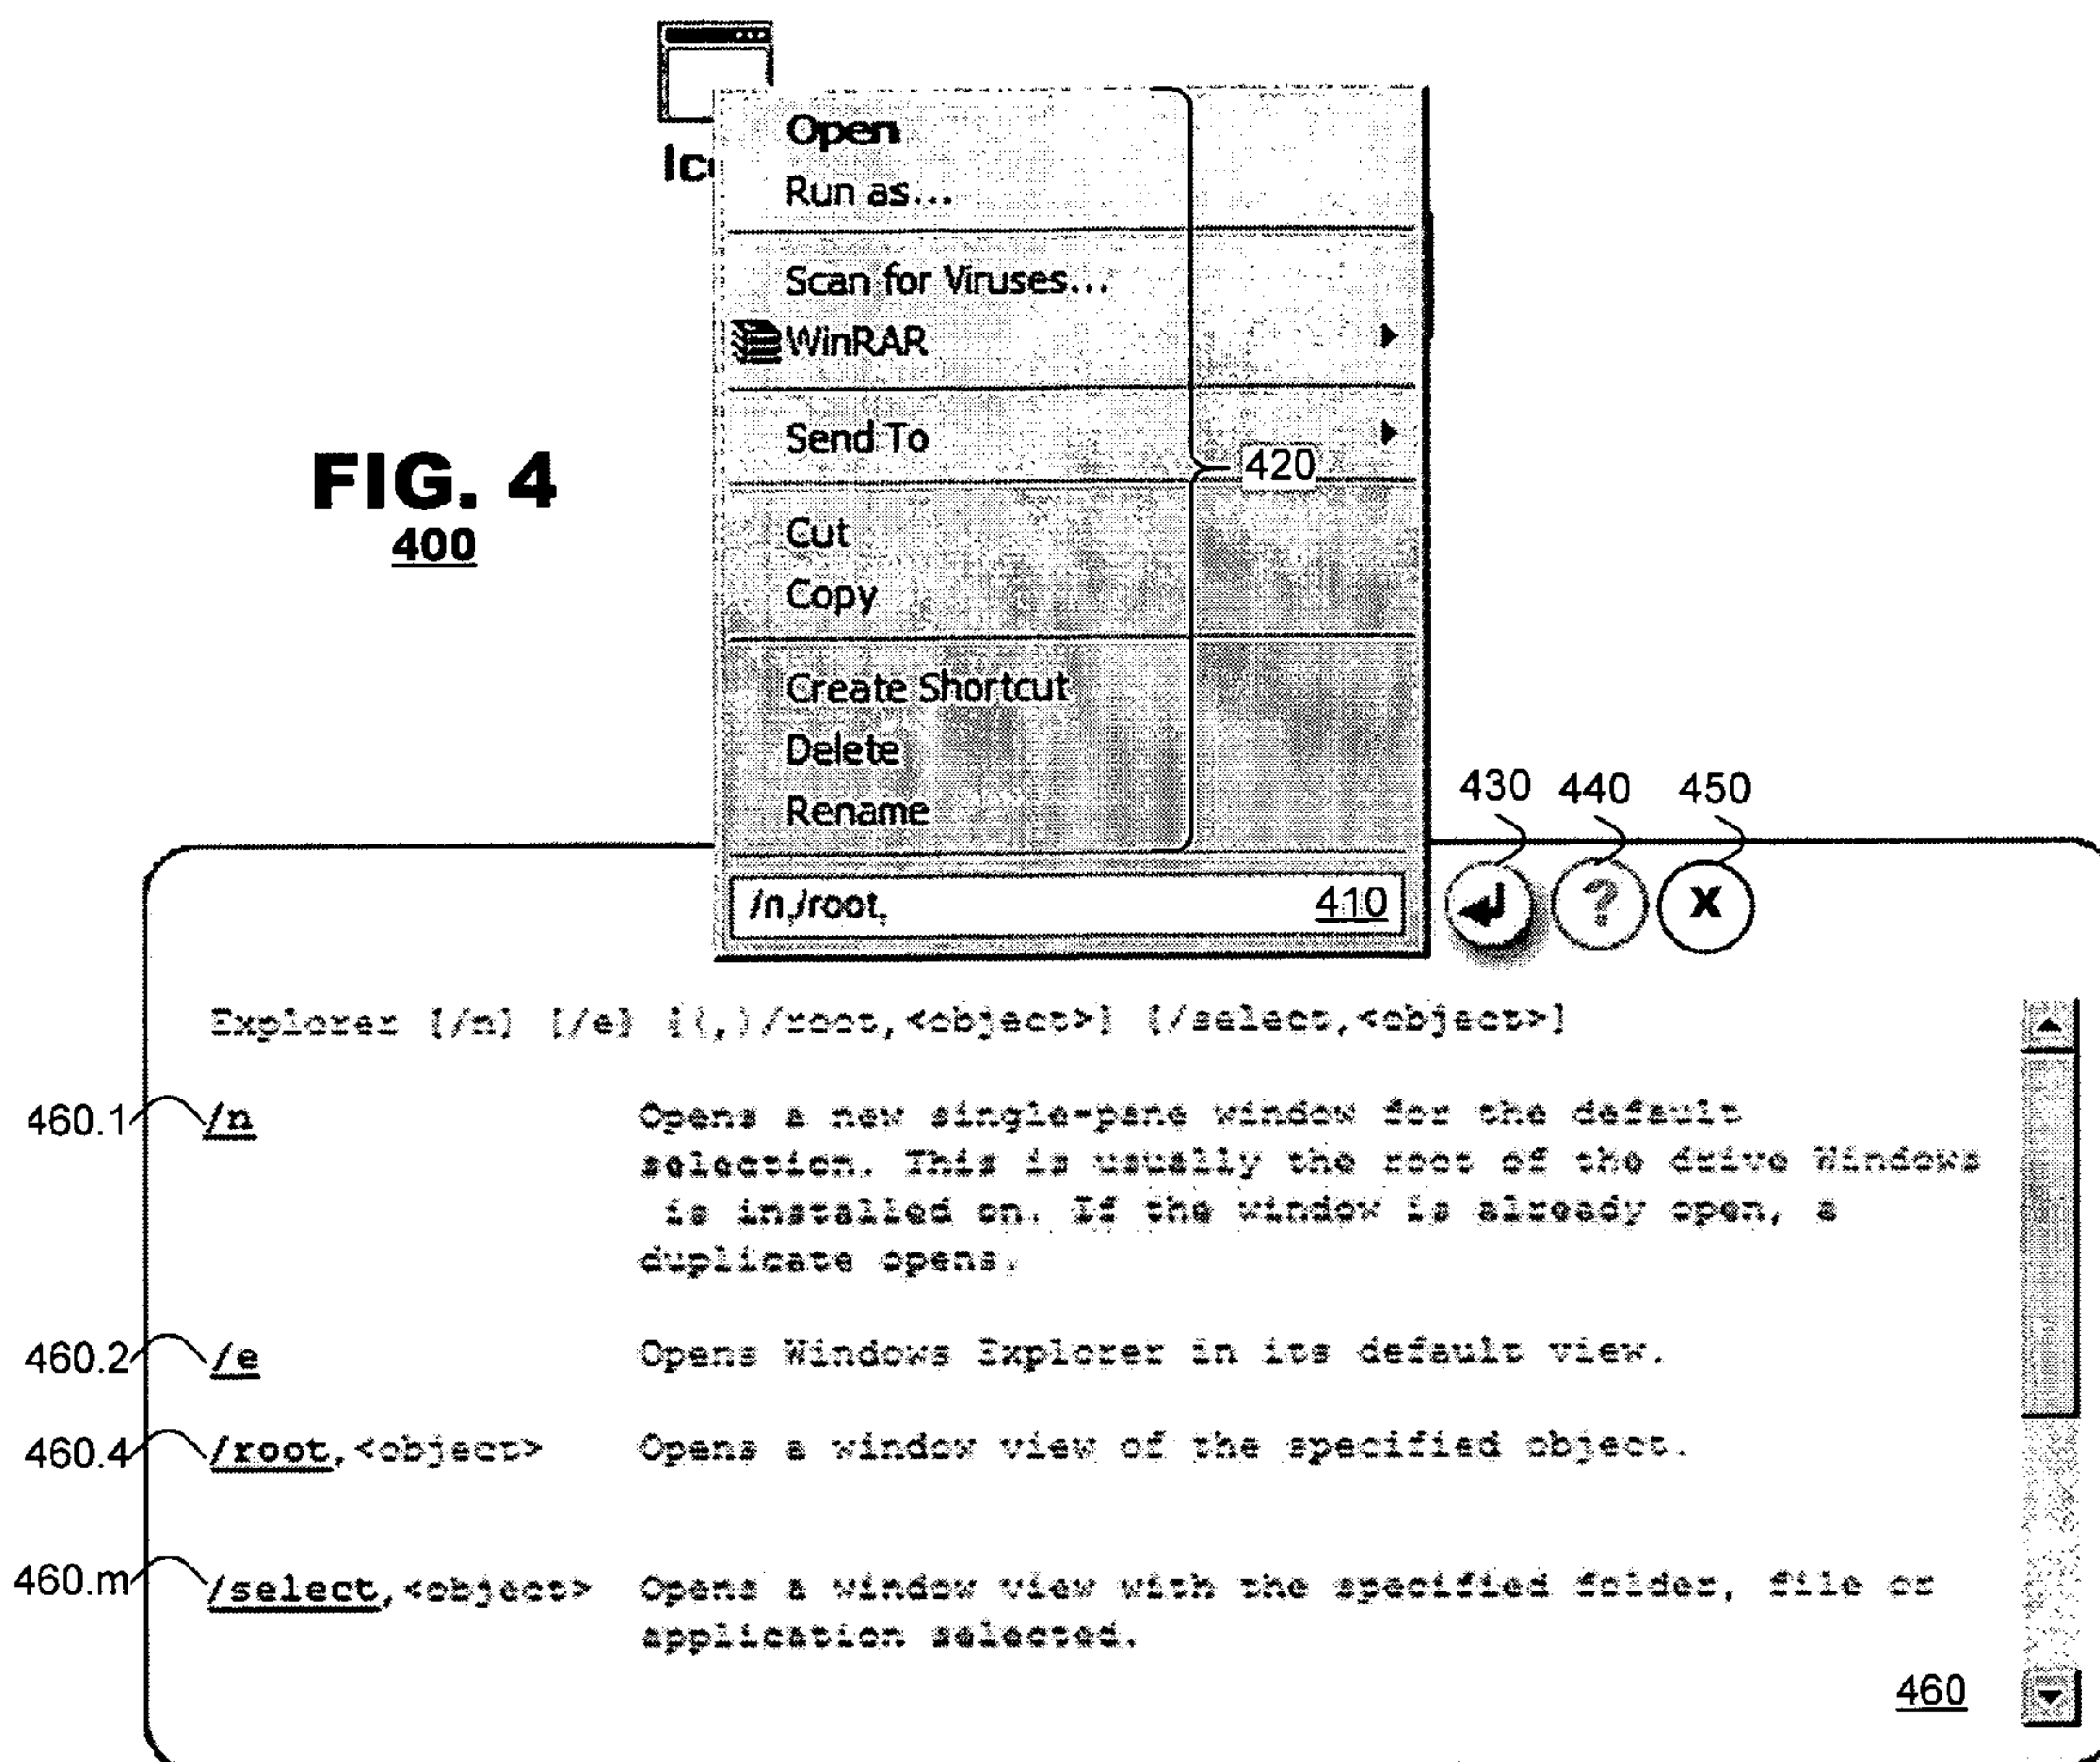 Ic
Open
Run as...
Scan for Viruses...
WinRAR
Send To
420
FIG. 4
400
Cut
Copy
Create Shortcut
Delete
Rename
430 440 450
/n,/root, 410
? X
Explorer [/n] [/e] [(,)/root,<object>] [/select,<object>]
460.1 /n Opens a new single-pane window for the default
selection. This is usually the root of the drive Windows
is installed on. If the window is already open, a
duplicate opens.
460.2 /e Opens Windows Explorer in its default view.
460.4 /root,<object> Opens a window view of the specified object.
460.m /select,<object> Opens a window view with the specified folder, file or
application selected.
460